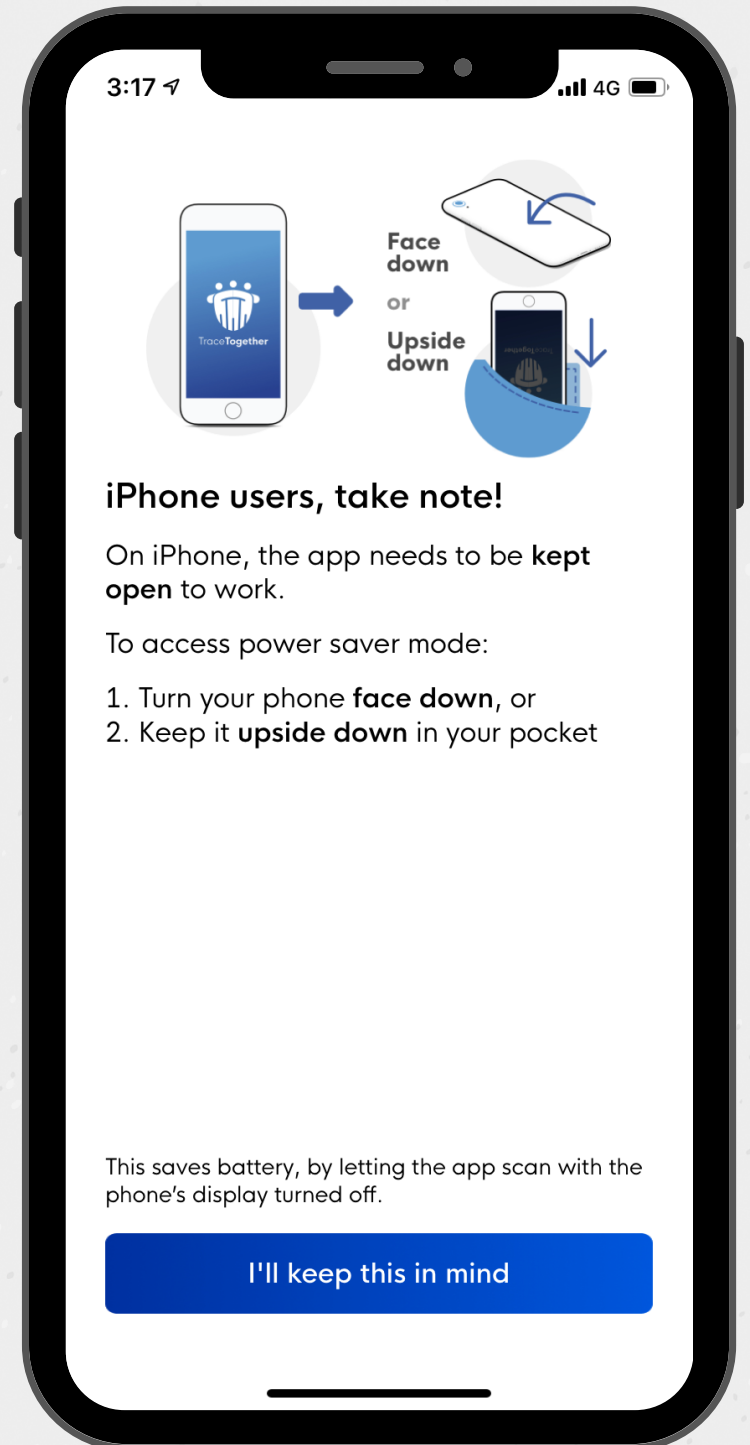 3:17
4G
TraceTogether
Face
down
or
Upside
down
TraceTogether
iPhone users, take note!
On iPhone, the app needs to be kept
open to work.
To access power saver mode:
1. Turn your phone face down, or
2. Keep it upside down in your pocket
This saves battery, by letting the app scan with the
phone's display turned off.
I'll keep this in mind